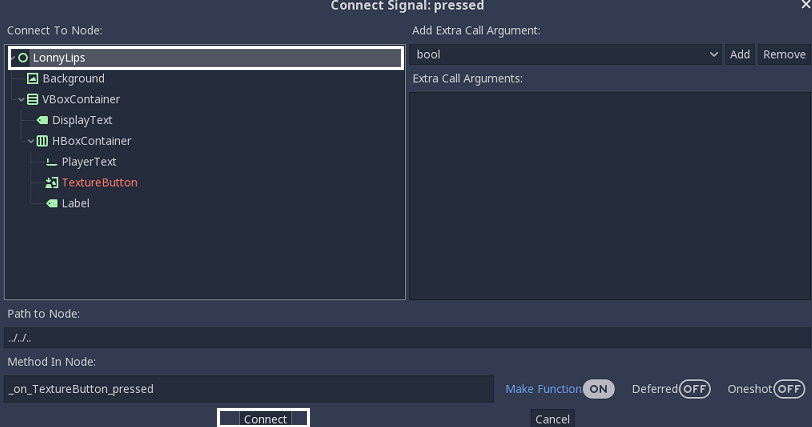 Connect Signal: pressed
Connect To Node:
LonnyLips
Background
VBoxContainer
DisplayText
HBoxContainer
PlayerText
TextureButton
Label
Add Extra Call Argument:
bool
Add
Remove
Extra Call Arguments:
Path to Node:
../../..
Method In Node:
_on_TextureButton_pressed
Make Function ON
Deferred OFF
Oneshot OFF
Connect
Cancel